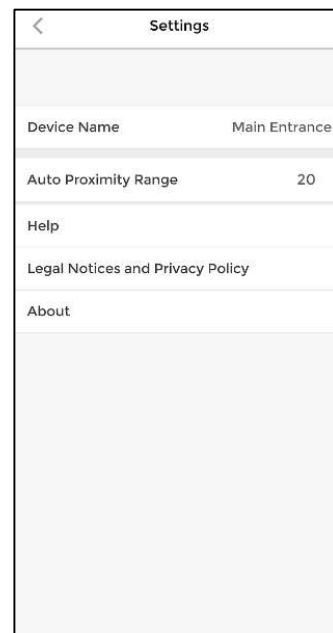 Settings
Device Name Main Entrance
Auto Proximity Range 20
Help
Legal Notices and Privacy Policy
About